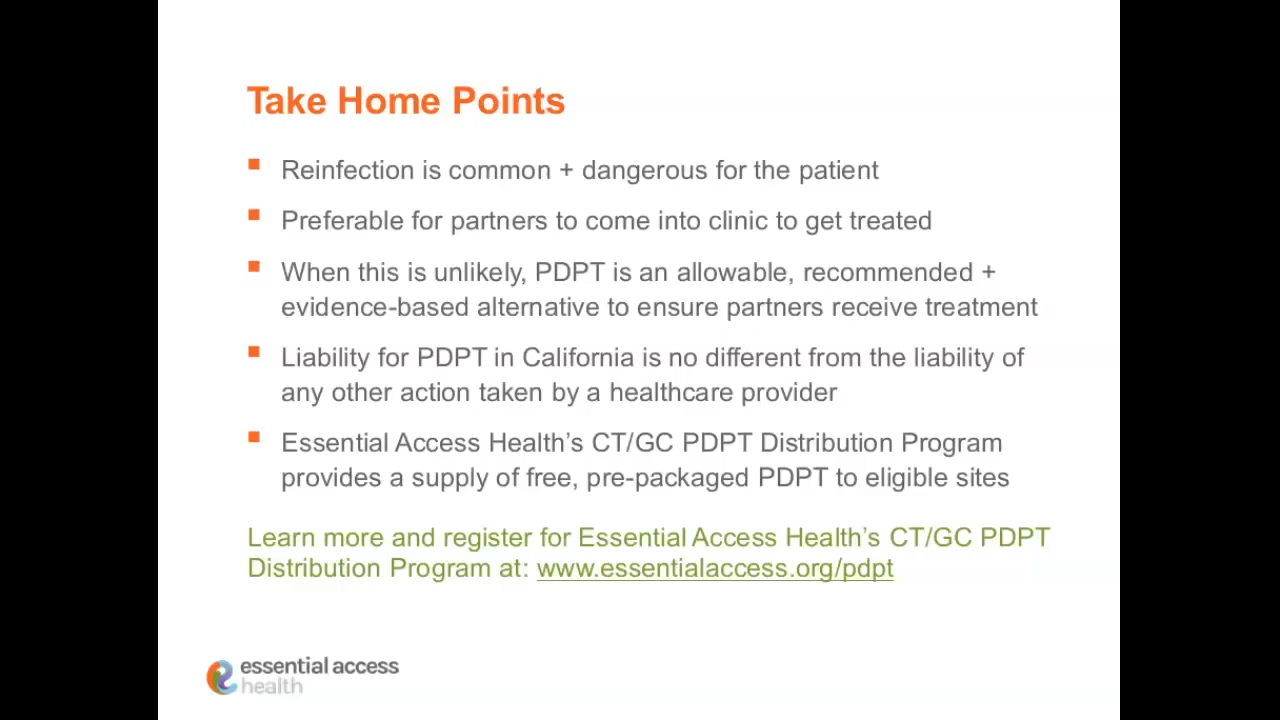 Take Home Points
Reinfection is common + dangerous for the patient
Preferable for partners to come into clinic to get treated
When this is unlikely, PDPT is an allowable, recommended +
evidence-based alternative to ensure partners receive treatment
Liability for PDPT in California is no different from the liability of
any other action taken by a healthcare provider
Essential Access Health’s CT/GC PDPT Distribution Program
provides a supply of free, pre-packaged PDPT to eligible sites
Learn more and register for Essential Access Health’s CT/GC PDPT
Distribution Program at: www.essentialaccess.org/pdpt
essential access
health